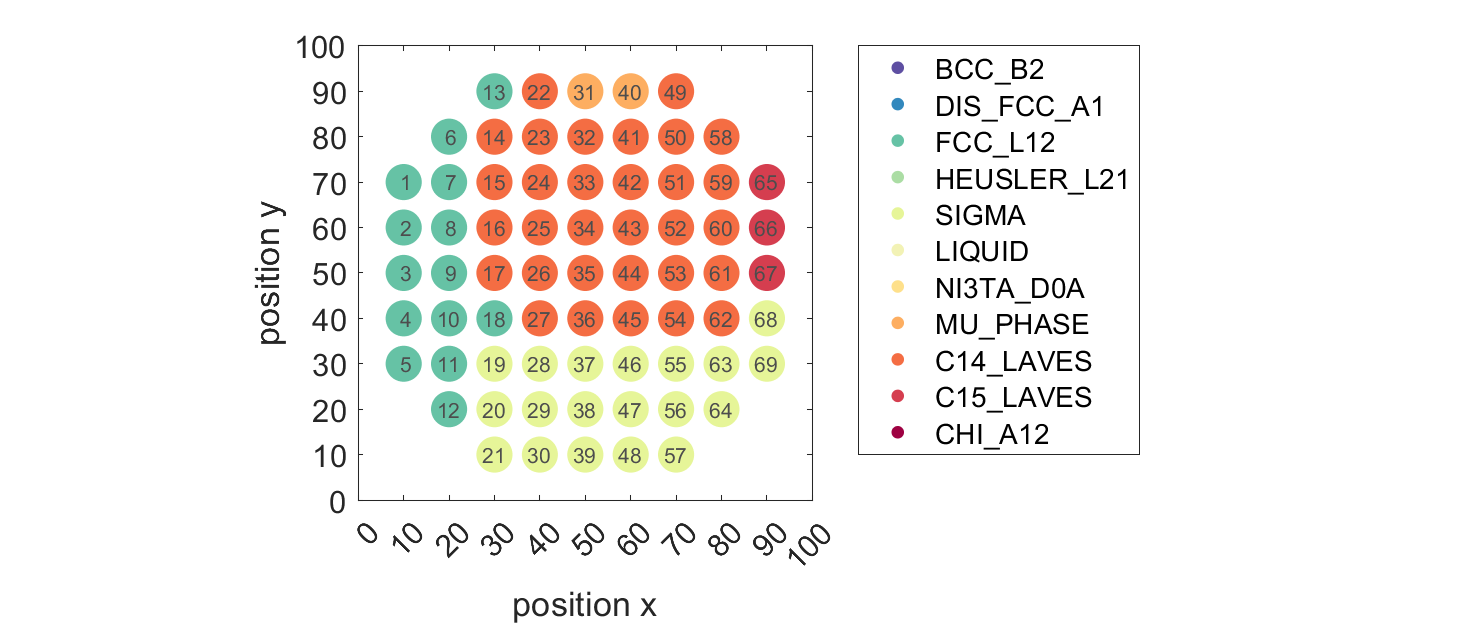 100
90
80
70
60
50
40
30
20
10
0
position y
13 22 31 40 49
6 14 23 32 41 50 58
1 7 15 24 33 42 51 59 65
2 8 16 25 34 43 52 60 66
3 9 17 26 35 44 53 61 67
4 10 18 27 36 45 54 62 68
5 11 19 28 37 46 55 63 69
12 20 29 38 47 56 64
21 30 39 48 57
0 10 20 30 40 50 60 70 80 90 100
position x
BCC_B2
DIS_FCC_A1
FCC_L12
HEUSLER_L21
SIGMA
LIQUID
NI3TA_D0A
MU_PHASE
C14_LAVES
C15_LAVES
CHI_A12